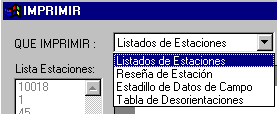 IMPRIMIR
QUE IMPRIMIR : Listados de Estaciones
Listados de Estaciones
Lista Estaciones:
Reseña de Estación
10018
Estadillo de Datos de Campo
1
Tabla de Desorientaciones
45